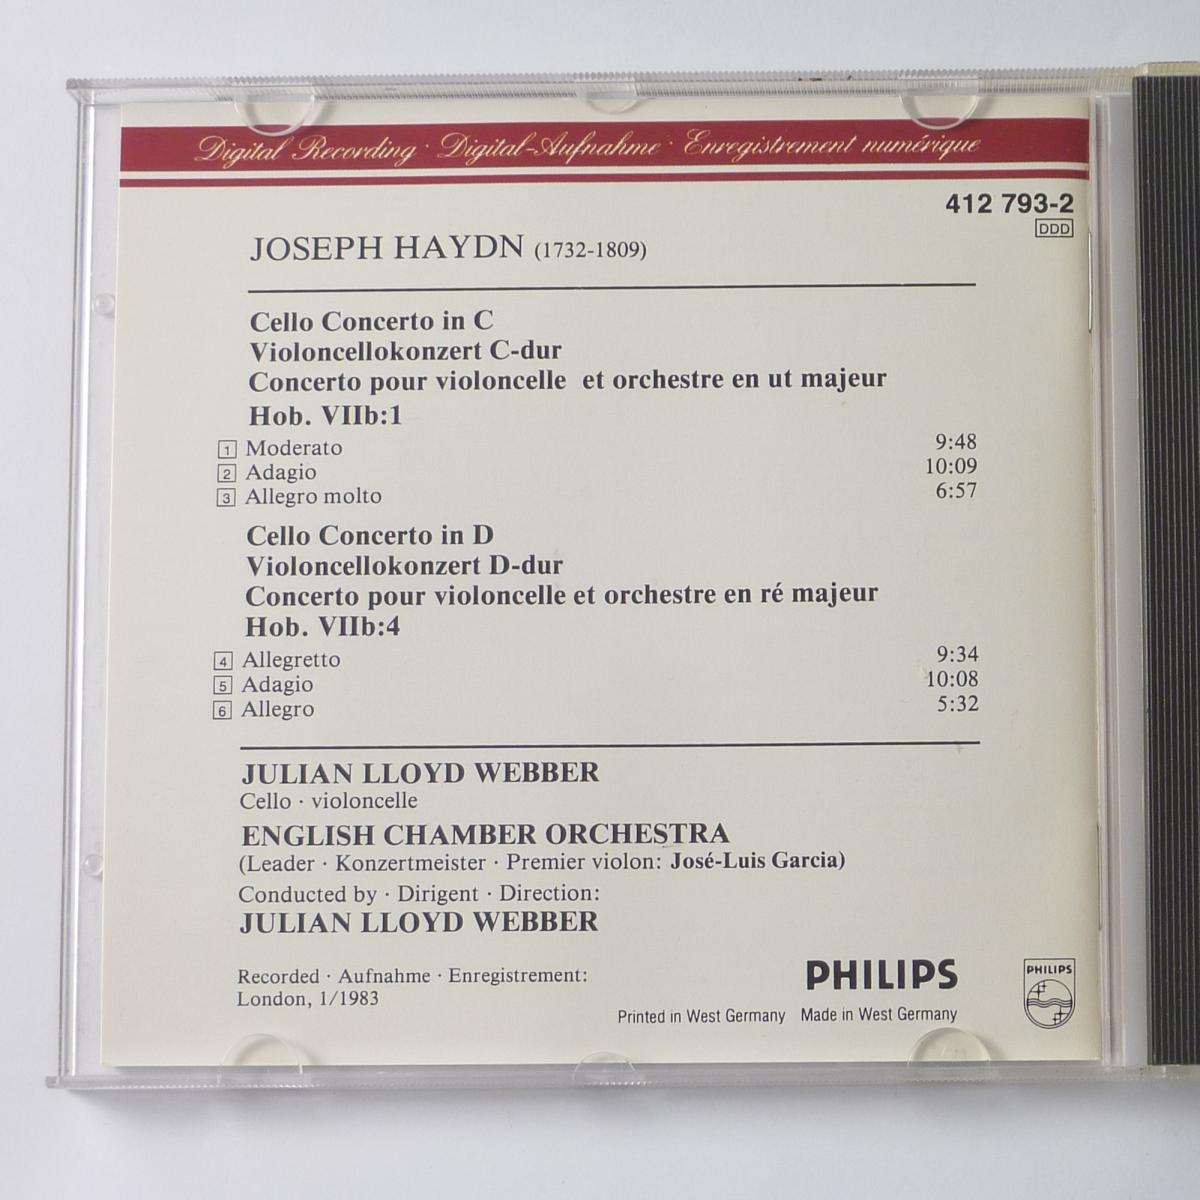 Digital Recording · Digital-Aufnahme · Enregistrement numérique
412 793-2
DDD
JOSEPH HAYDN (1732-1809)
Cello Concerto in C
Violoncellokonzert C-dur
Concerto pour violoncelle et orchestre en ut majeur
Hob. VIIb:1
1 Moderato 9:48
2 Adagio 10:09
3 Allegro molto 6:57
Cello Concerto in D
Violoncellokonzert D-dur
Concerto pour violoncelle et orchestre en ré majeur
Hob. VIIb:4
4 Allegretto 9:34
5 Adagio 10:08
6 Allegro 5:32
JULIAN LLOYD WEBBER
Cello · violoncelle
ENGLISH CHAMBER ORCHESTRA
(Leader · Konzertmeister · Premier violon: José-Luis Garcia)
Conducted by · Dirigent · Direction:
JULIAN LLOYD WEBBER
Recorded · Aufnahme · Enregistrement:
London, 1/1983
PHILIPS
Printed in West Germany Made in West Germany
PHILIPS